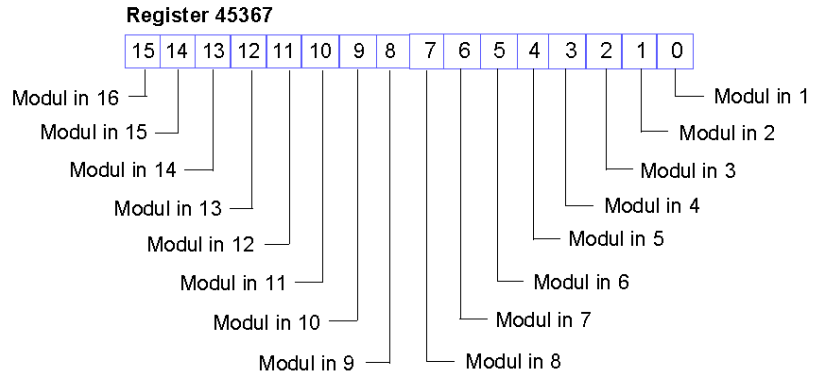 Register 45367
15 14 13 12 11 10 9 8 7 6 5 4 3 2 1 0
Modul in 16
Modul in 1
Modul in 15
Modul in 2
Modul in 14
Modul in 3
Modul in 13
Modul in 4
Modul in 12
Modul in 5
Modul in 11
Modul in 6
Modul in 10
Modul in 7
Modul in 9
Modul in 8